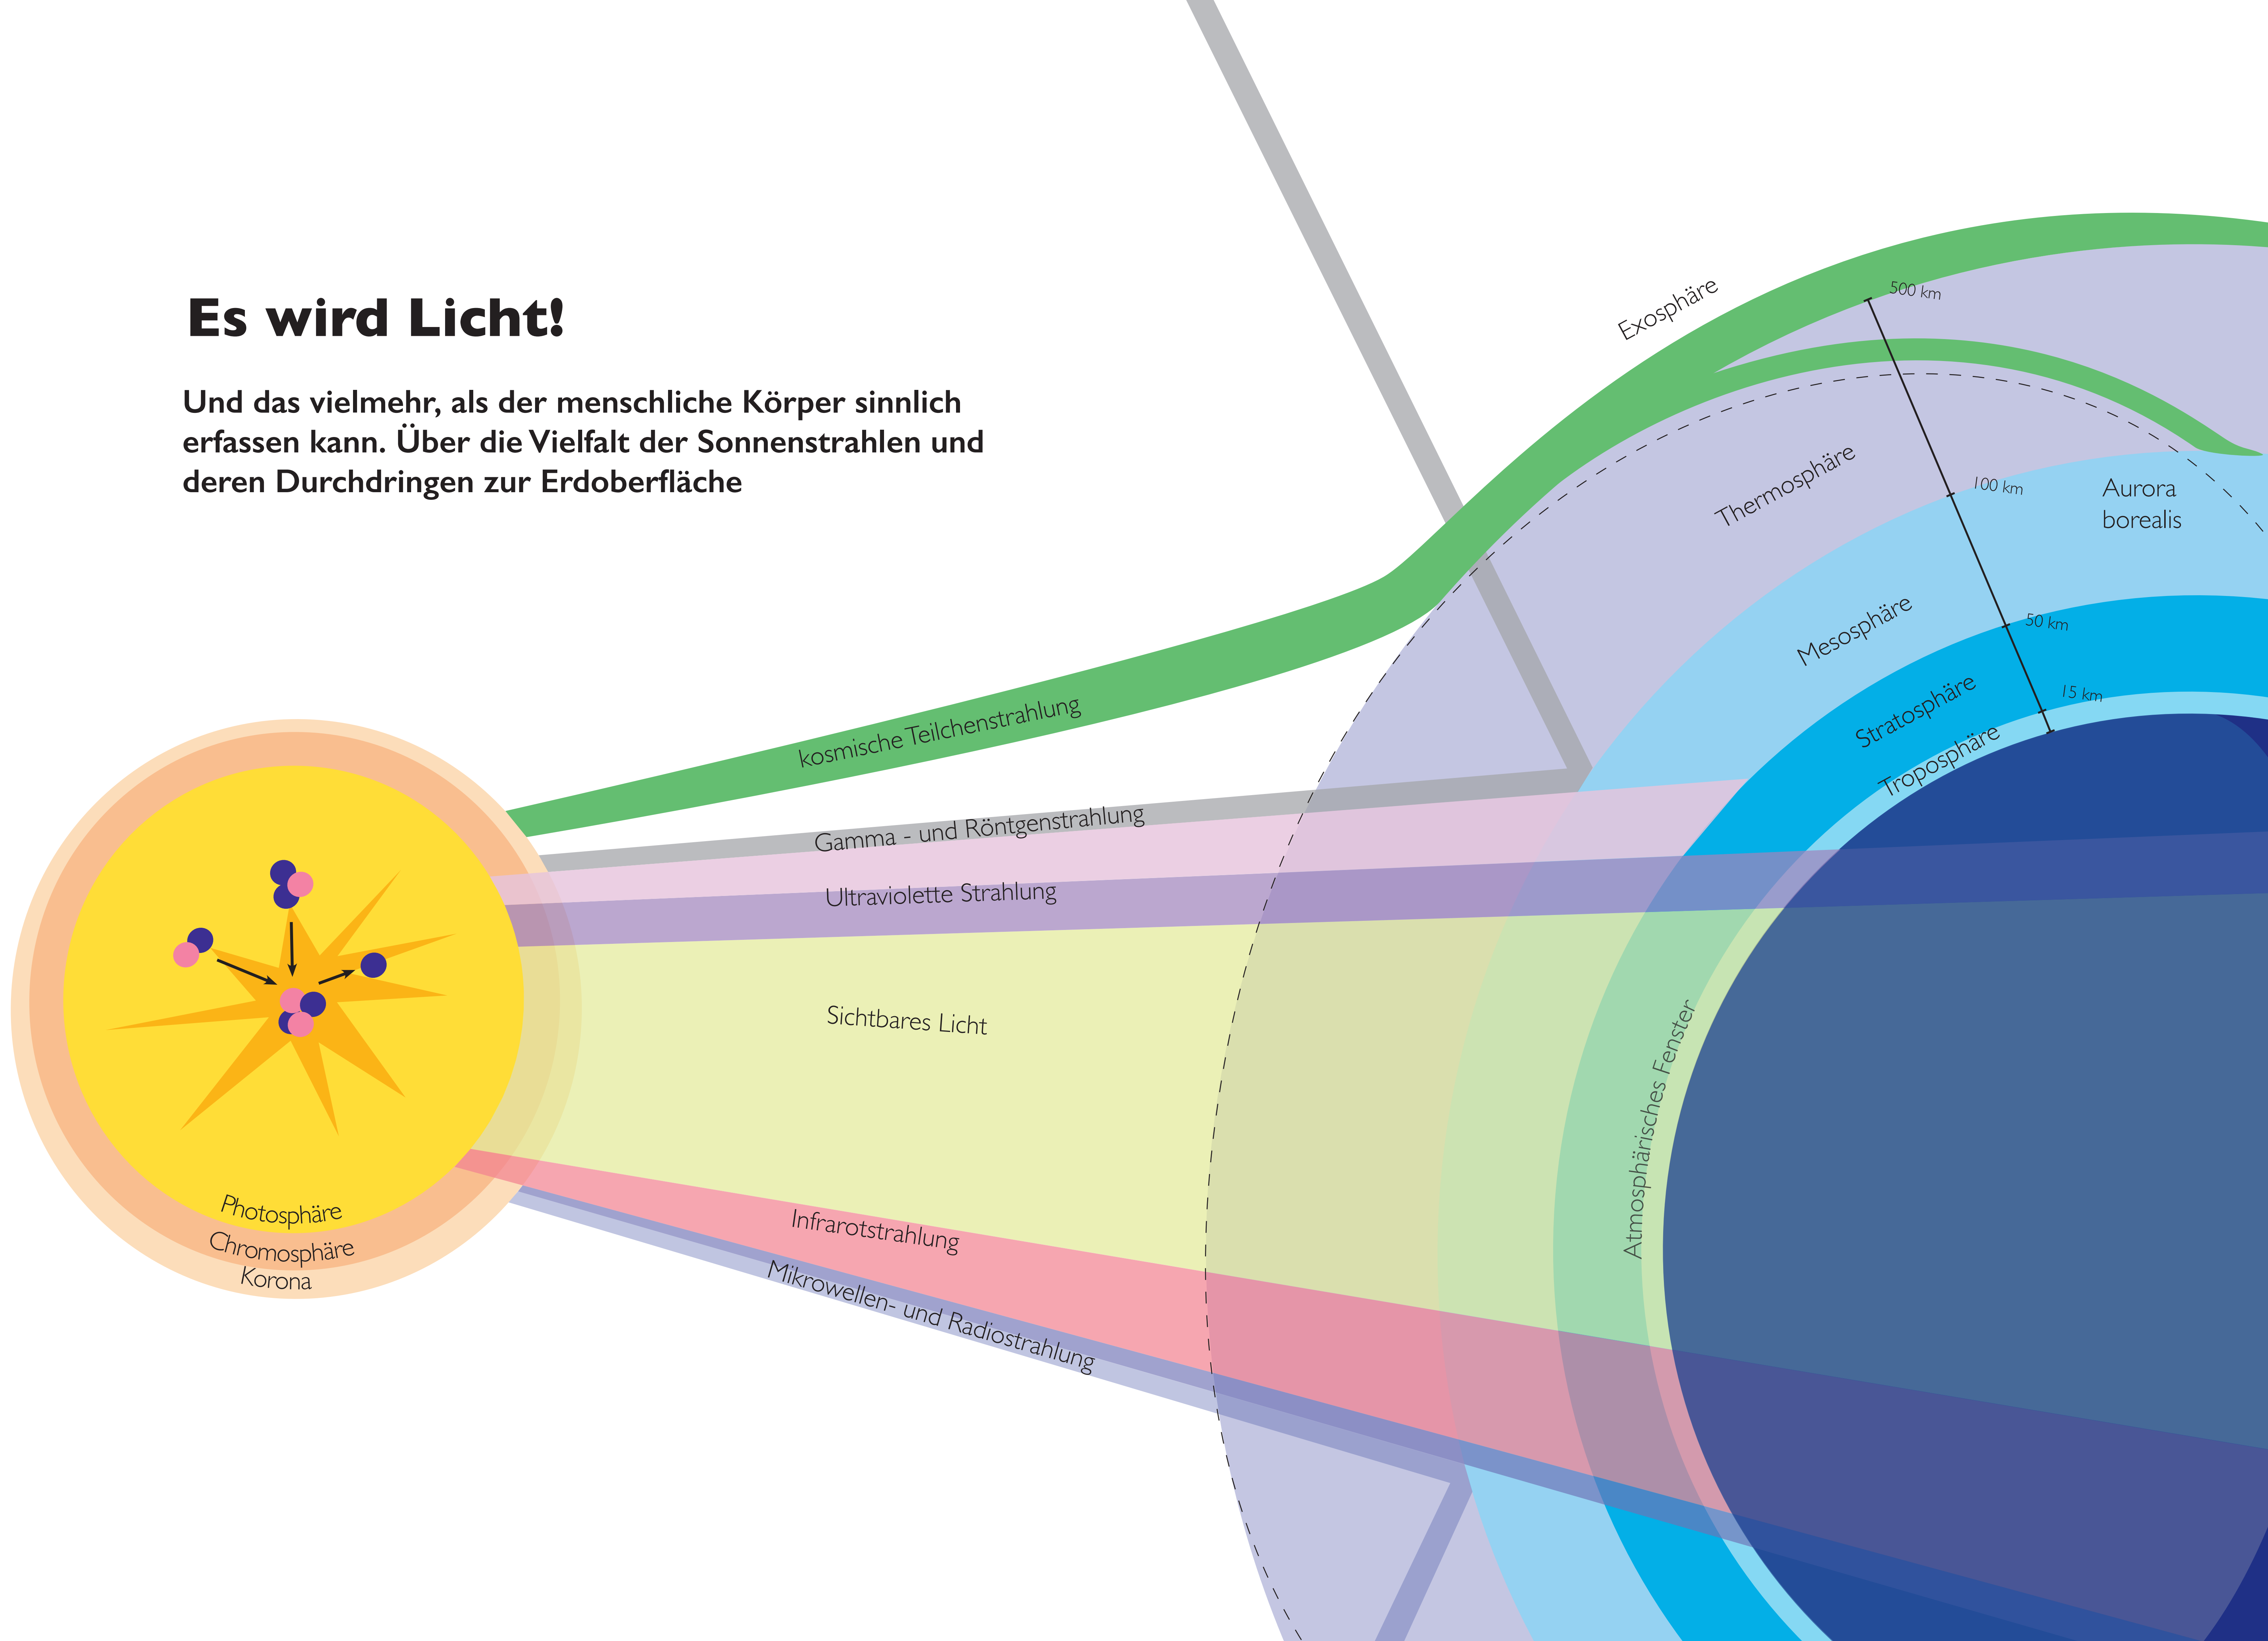 Es wird Licht!
Und das vielmehr, als der menschliche Körper sinnlich
erfassen kann. Über die Vielfalt der Sonnenstrahlen und
deren Durchdringen zur Erdoberfläche
Exosphäre
500 km
Thermosphäre
100 km
Aurora
borealis
Mesosphäre
50 km
Stratosphäre
15 km
Troposphäre
kosmische Teilchenstrahlung
Gamma - und Röntgenstrahlung
Ultraviolette Strahlung
Sichtbares Licht
Atmosphärisches Fenster
Infrarotstrahlung
Mikrowellen- und Radiostrahlung
Photosphäre
Chromosphäre
Korona